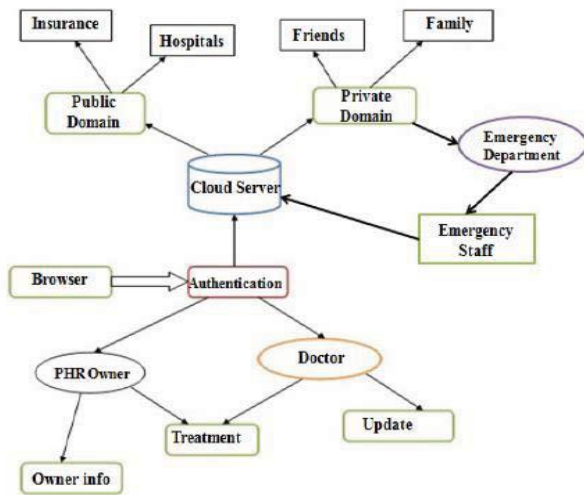 Insurance
Hospitals
Friends
Family
Public
Domain
Private
Domain
Emergency
Department
Cloud Server
Emergency
Staff
Browser
Authentication
PHR Owner
Doctor
Treatment
Update
Owner info